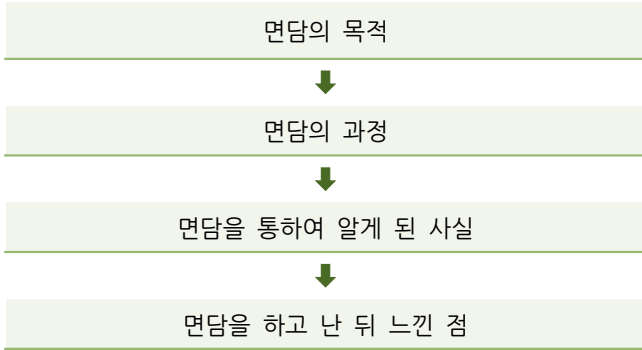 면담의 목적
면담의 과정
면담을 통하여 알게 된 사실
면담을 하고 난 뒤 느낀 점